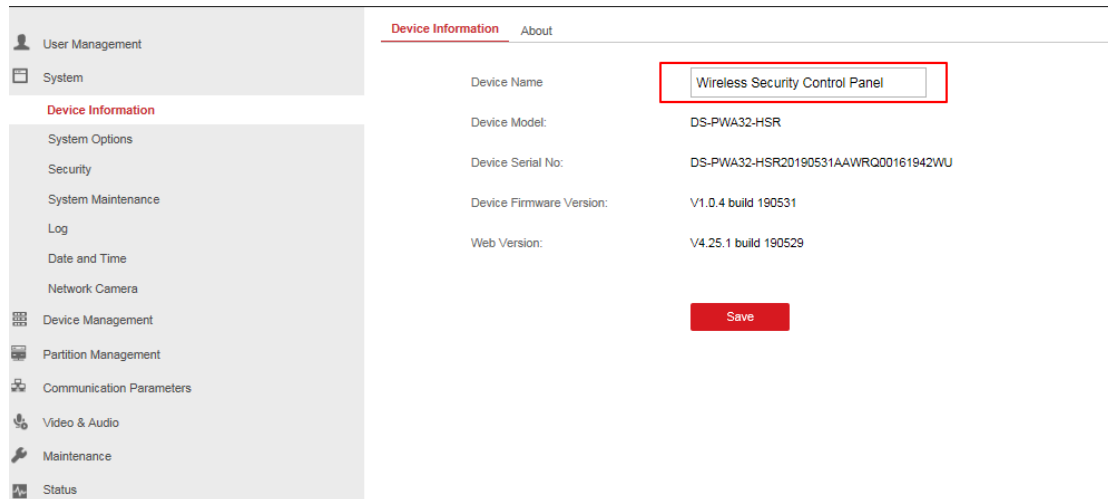 User Management
System
Device Information
System Options
Security
System Maintenance
Log
Date and Time
Network Camera
Device Management
Partition Management
Communication Parameters
Video & Audio
Maintenance
Status
Device Information About
Device Name Wireless Security Control Panel
Device Model: DS-PWA32-HSR
Device Serial No: DS-PWA32-HSR20190531AAWRQ00161942WU
Device Firmware Version: V1.0.4 build 190531
Web Version: V4.25.1 build 190529
Save